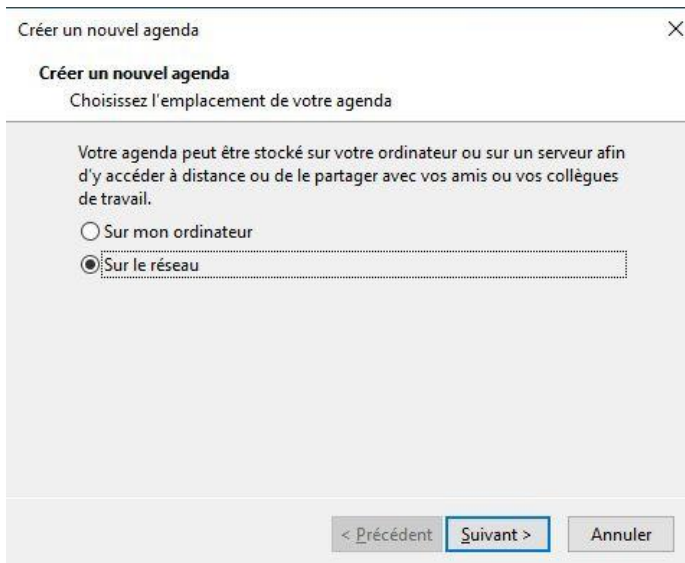 Créer un nouvel agenda
Créer un nouvel agenda
Choisissez l'emplacement de votre agenda
Votre agenda peut être stocké sur votre ordinateur ou sur un serveur afin
d'y accéder à distance ou de le partager avec vos amis ou vos collègues
de travail.
Sur mon ordinateur
Sur le réseau
< Précédent Suivant > Annuler